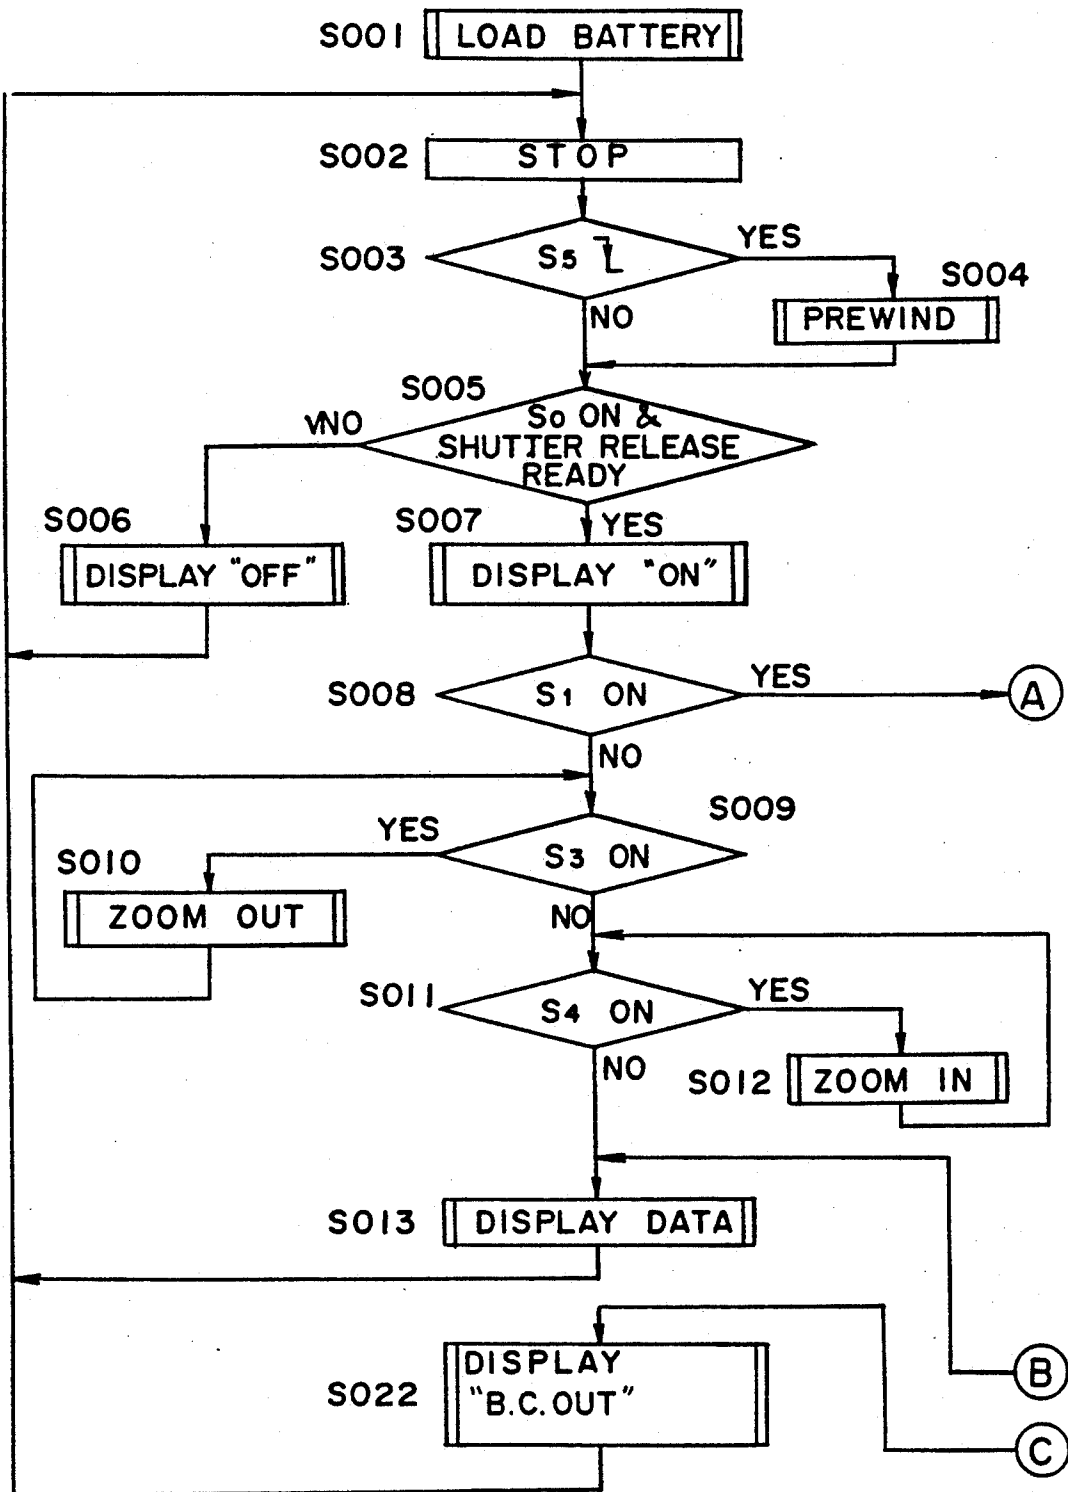 S001 LOAD BATTERY
S002 STOP
S003 S5 YES
S004
NO PREWIND
S005
NO So ON &
SHUTTER RELEASE
READY
S006 S007 YES
DISPLAY "OFF" DISPLAY "ON"
S008 S1 ON YES A
NO
S009
YES S3 ON
S010
ZOOM OUT NO
S011 S4 ON YES
NO S012 ZOOM IN
S013 DISPLAY DATA
DISPLAY
S022 "B.C.OUT" B
C